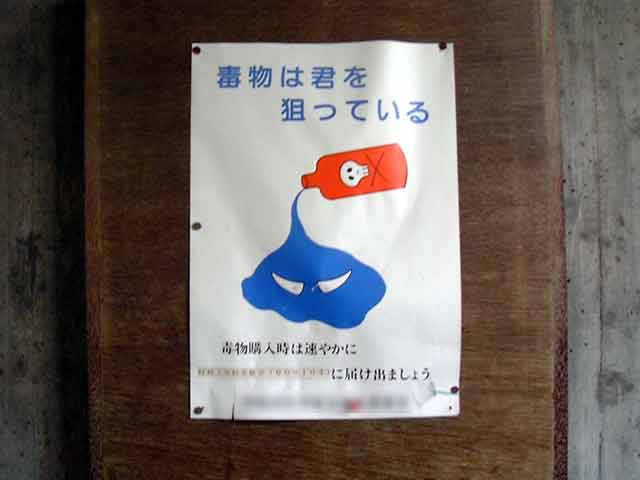 毒物は君を
狙っている
毒物購入時は速やかに
に届け出ましょう